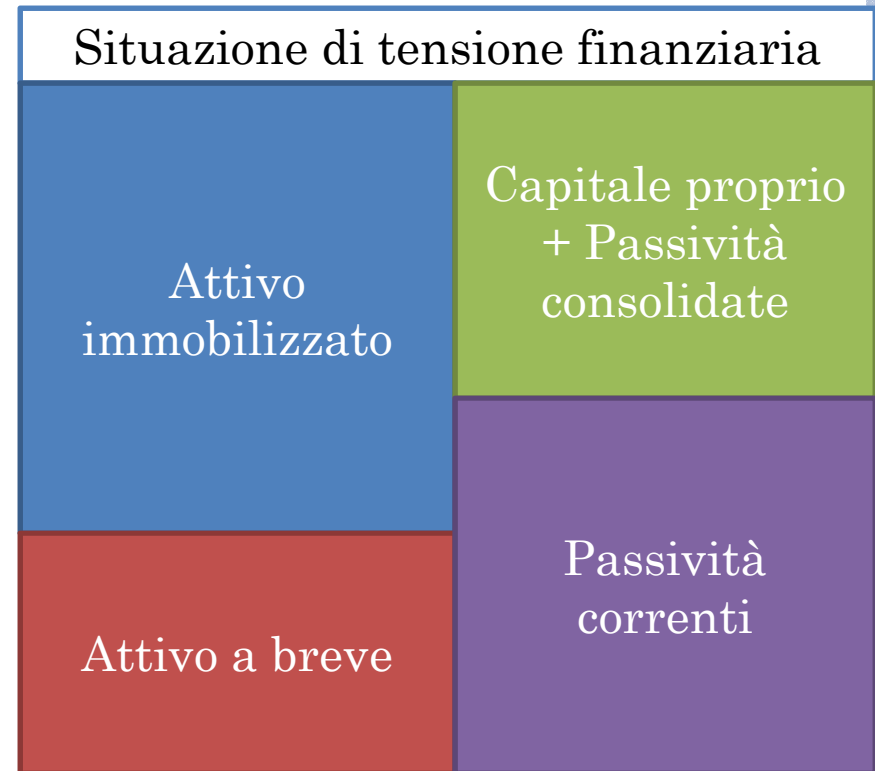 Situazione di tensione finanziaria
Attivo
immobilizzato
Capitale proprio
+ Passività
consolidate
Attivo a breve
Passività
correnti